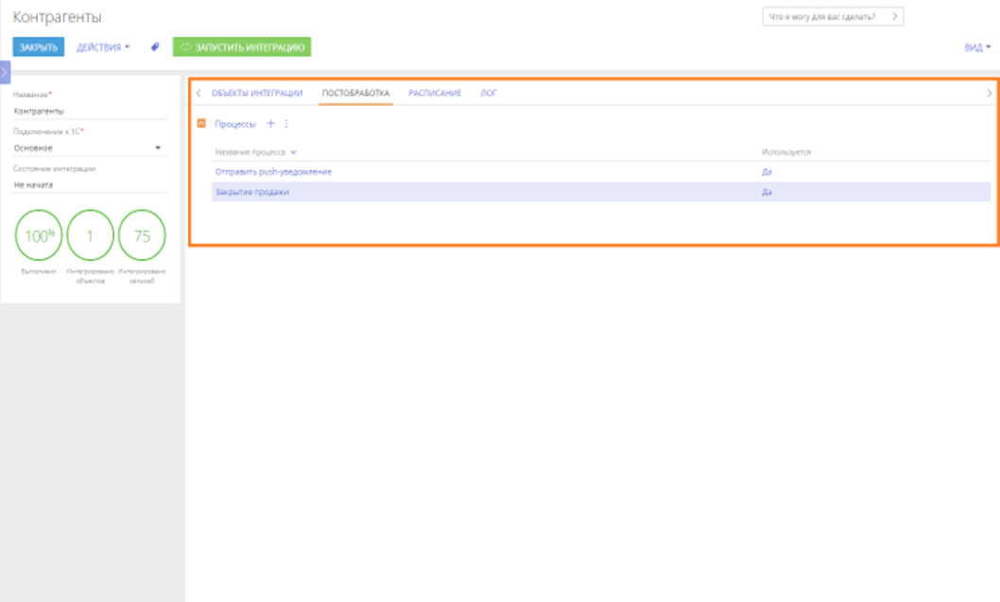 Контрагенты
Что я могу для вас сделать?
ЗАКРЫТЬ ДЕЙСТВИЯ ЗАПУСТИТЬ ИНТЕГРАЦИЮ ВИД
Название*
Контрагенты
Подключение к 1С*
Основное
Состояние интеграции
Не начата
100% 1 75
Выполнено Интегрировано объектов Интегрировано записей
ОБЪЕКТЫ ИНТЕГРАЦИИ ПОСТОБРАБОТКА РАСПИСАНИЕ ЛОГ
Процессы
Название процесса Используется
Отправить push-уведомление Да
Закрытие продажи Да